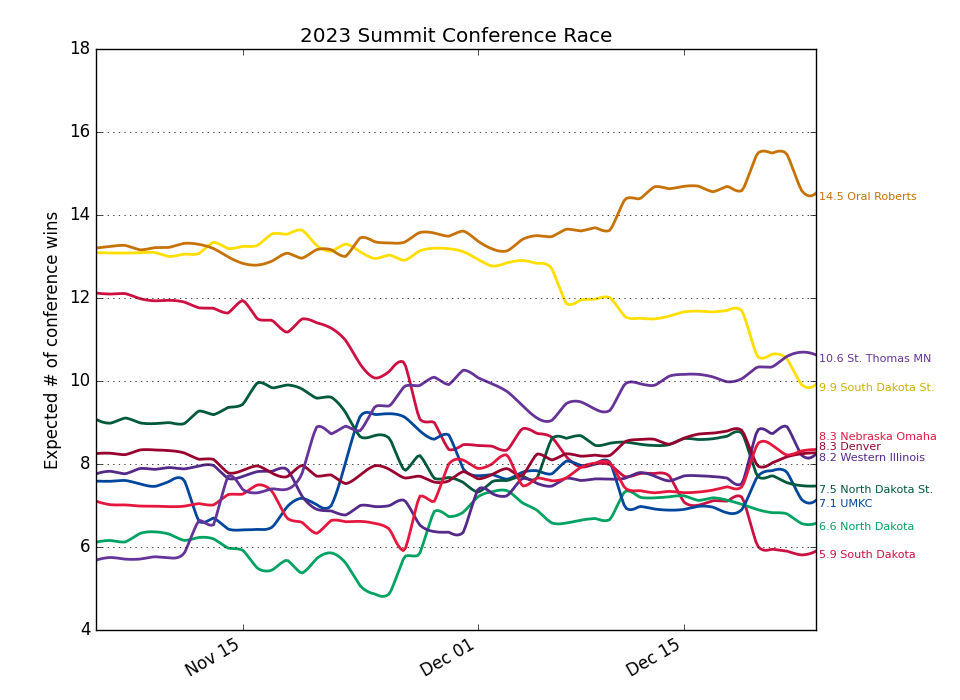 2023 Summit Conference Race
Expected # of conference wins
18
16
14
12
10
8
6
4
Nov 15
Dec 01
Dec 15
14.5 Oral Roberts
10.6 St. Thomas MN
9.9 South Dakota St.
8.3 Nebraska Omaha
8.3 Denver
8.2 Western Illinois
7.5 North Dakota St.
7.1 UMKC
6.6 North Dakota
5.9 South Dakota